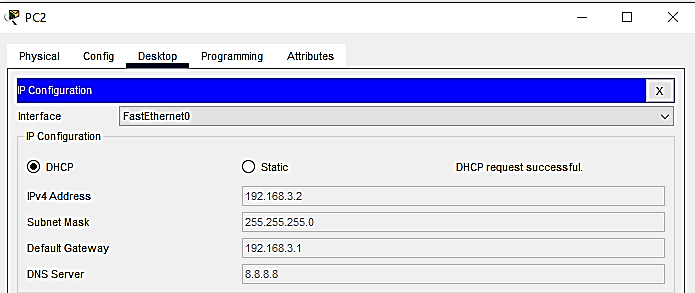 PC2
Physical Config Desktop Programming Attributes
IP Configuration X
Interface FastEthernet0
IP Configuration
DHCP Static DHCP request successful.
IPv4 Address 192.168.3.2
Subnet Mask 255.255.255.0
Default Gateway 192.168.3.1
DNS Server 8.8.8.8